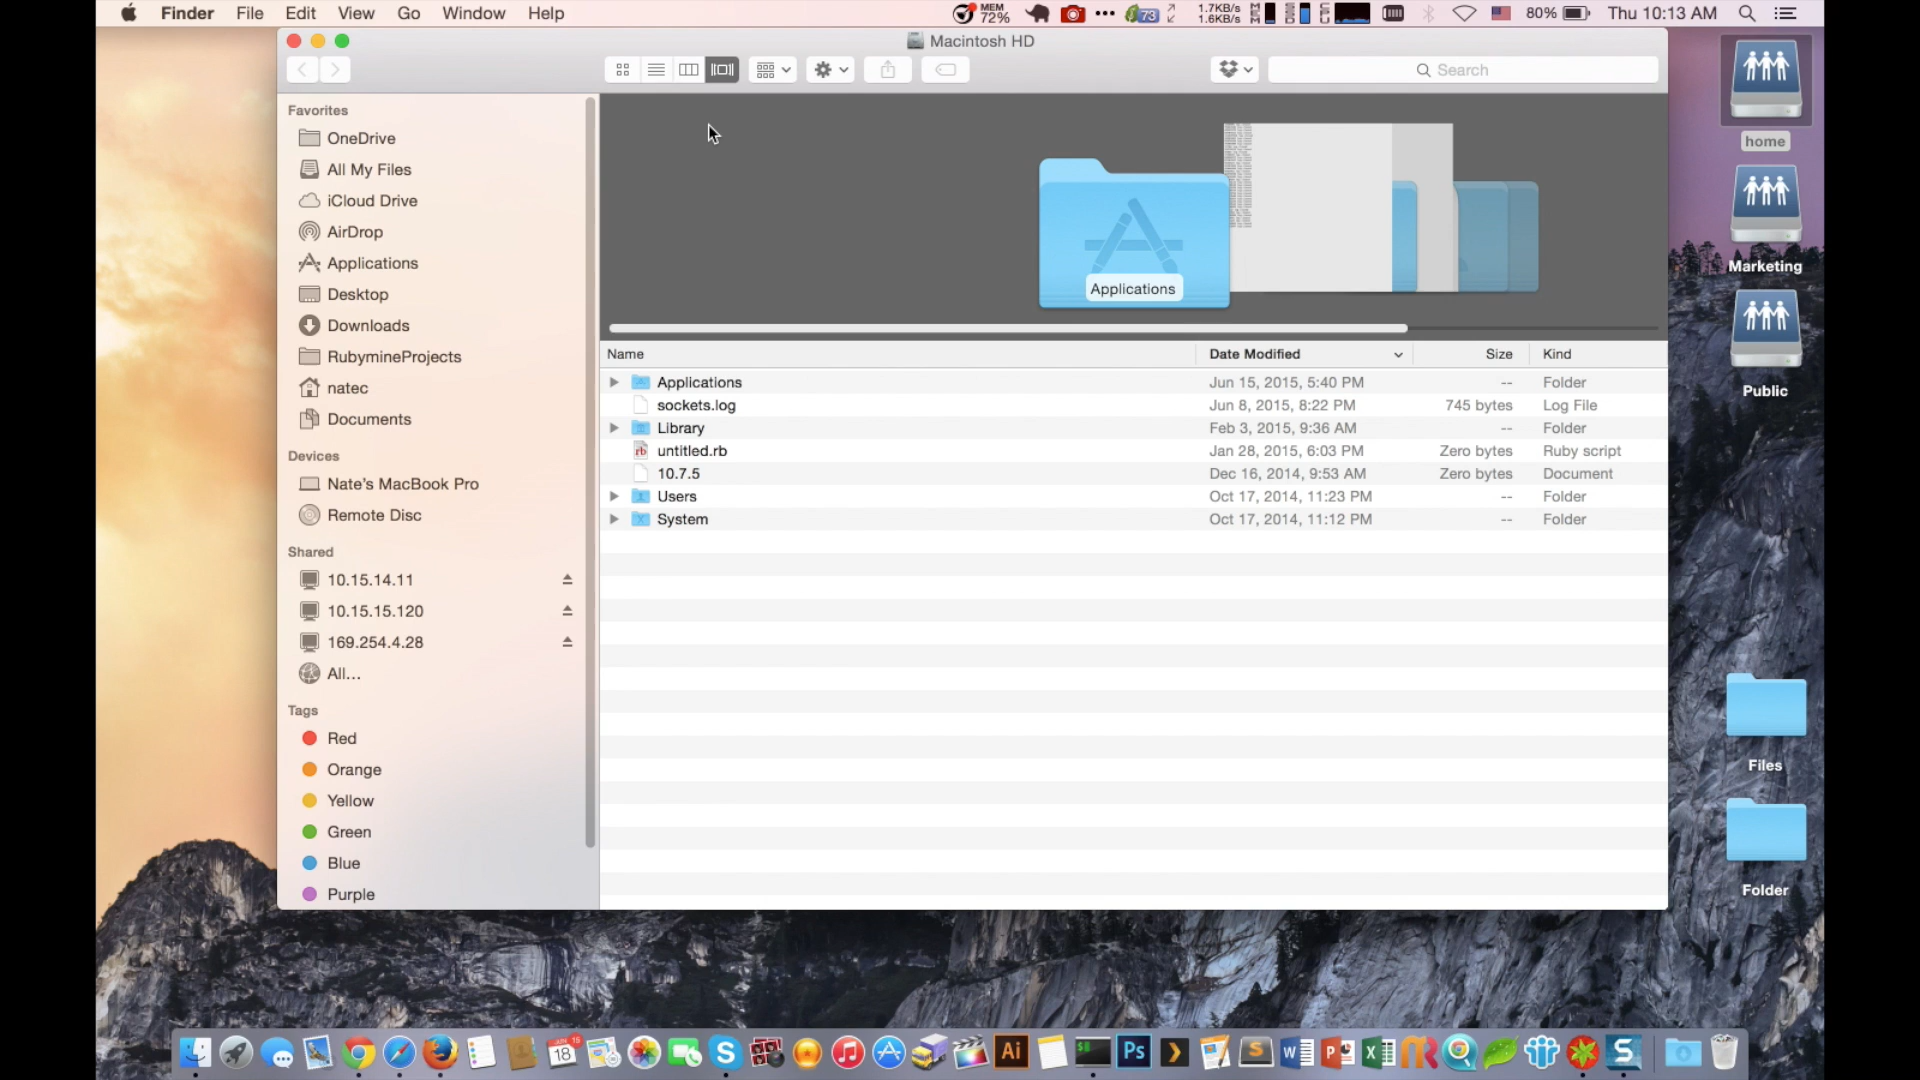 Finder File Edit View Go Window Help MEM 72% 73 1.7KB/s 1.6KB/s MEM SSD CPU 80% Thu 10:13 AM
Macintosh HD
Search
Favorites
OneDrive
All My Files
iCloud Drive
AirDrop
Applications
Desktop
Downloads
RubymineProjects
natec
Documents
Devices
Nate's MacBook Pro
Remote Disc
Shared
10.15.14.11
10.15.15.120
169.254.4.28
All...
Tags
Red
Orange
Yellow
Green
Blue
Purple
Applications
Name Date Modified Size Kind
Applications Jun 15, 2015, 5:40 PM -- Folder
sockets.log Jun 8, 2015, 8:22 PM 745 bytes Log File
Library Feb 3, 2015, 9:36 AM -- Folder
untitled.rb Jan 28, 2015, 6:03 PM Zero bytes Ruby script
10.7.5 Dec 16, 2014, 9:53 AM Zero bytes Document
Users Oct 17, 2014, 11:23 PM -- Folder
System Oct 17, 2014, 11:12 PM -- Folder
home
Marketing
Public
Files
Folder
18 S Ai $ Ps S W P X S